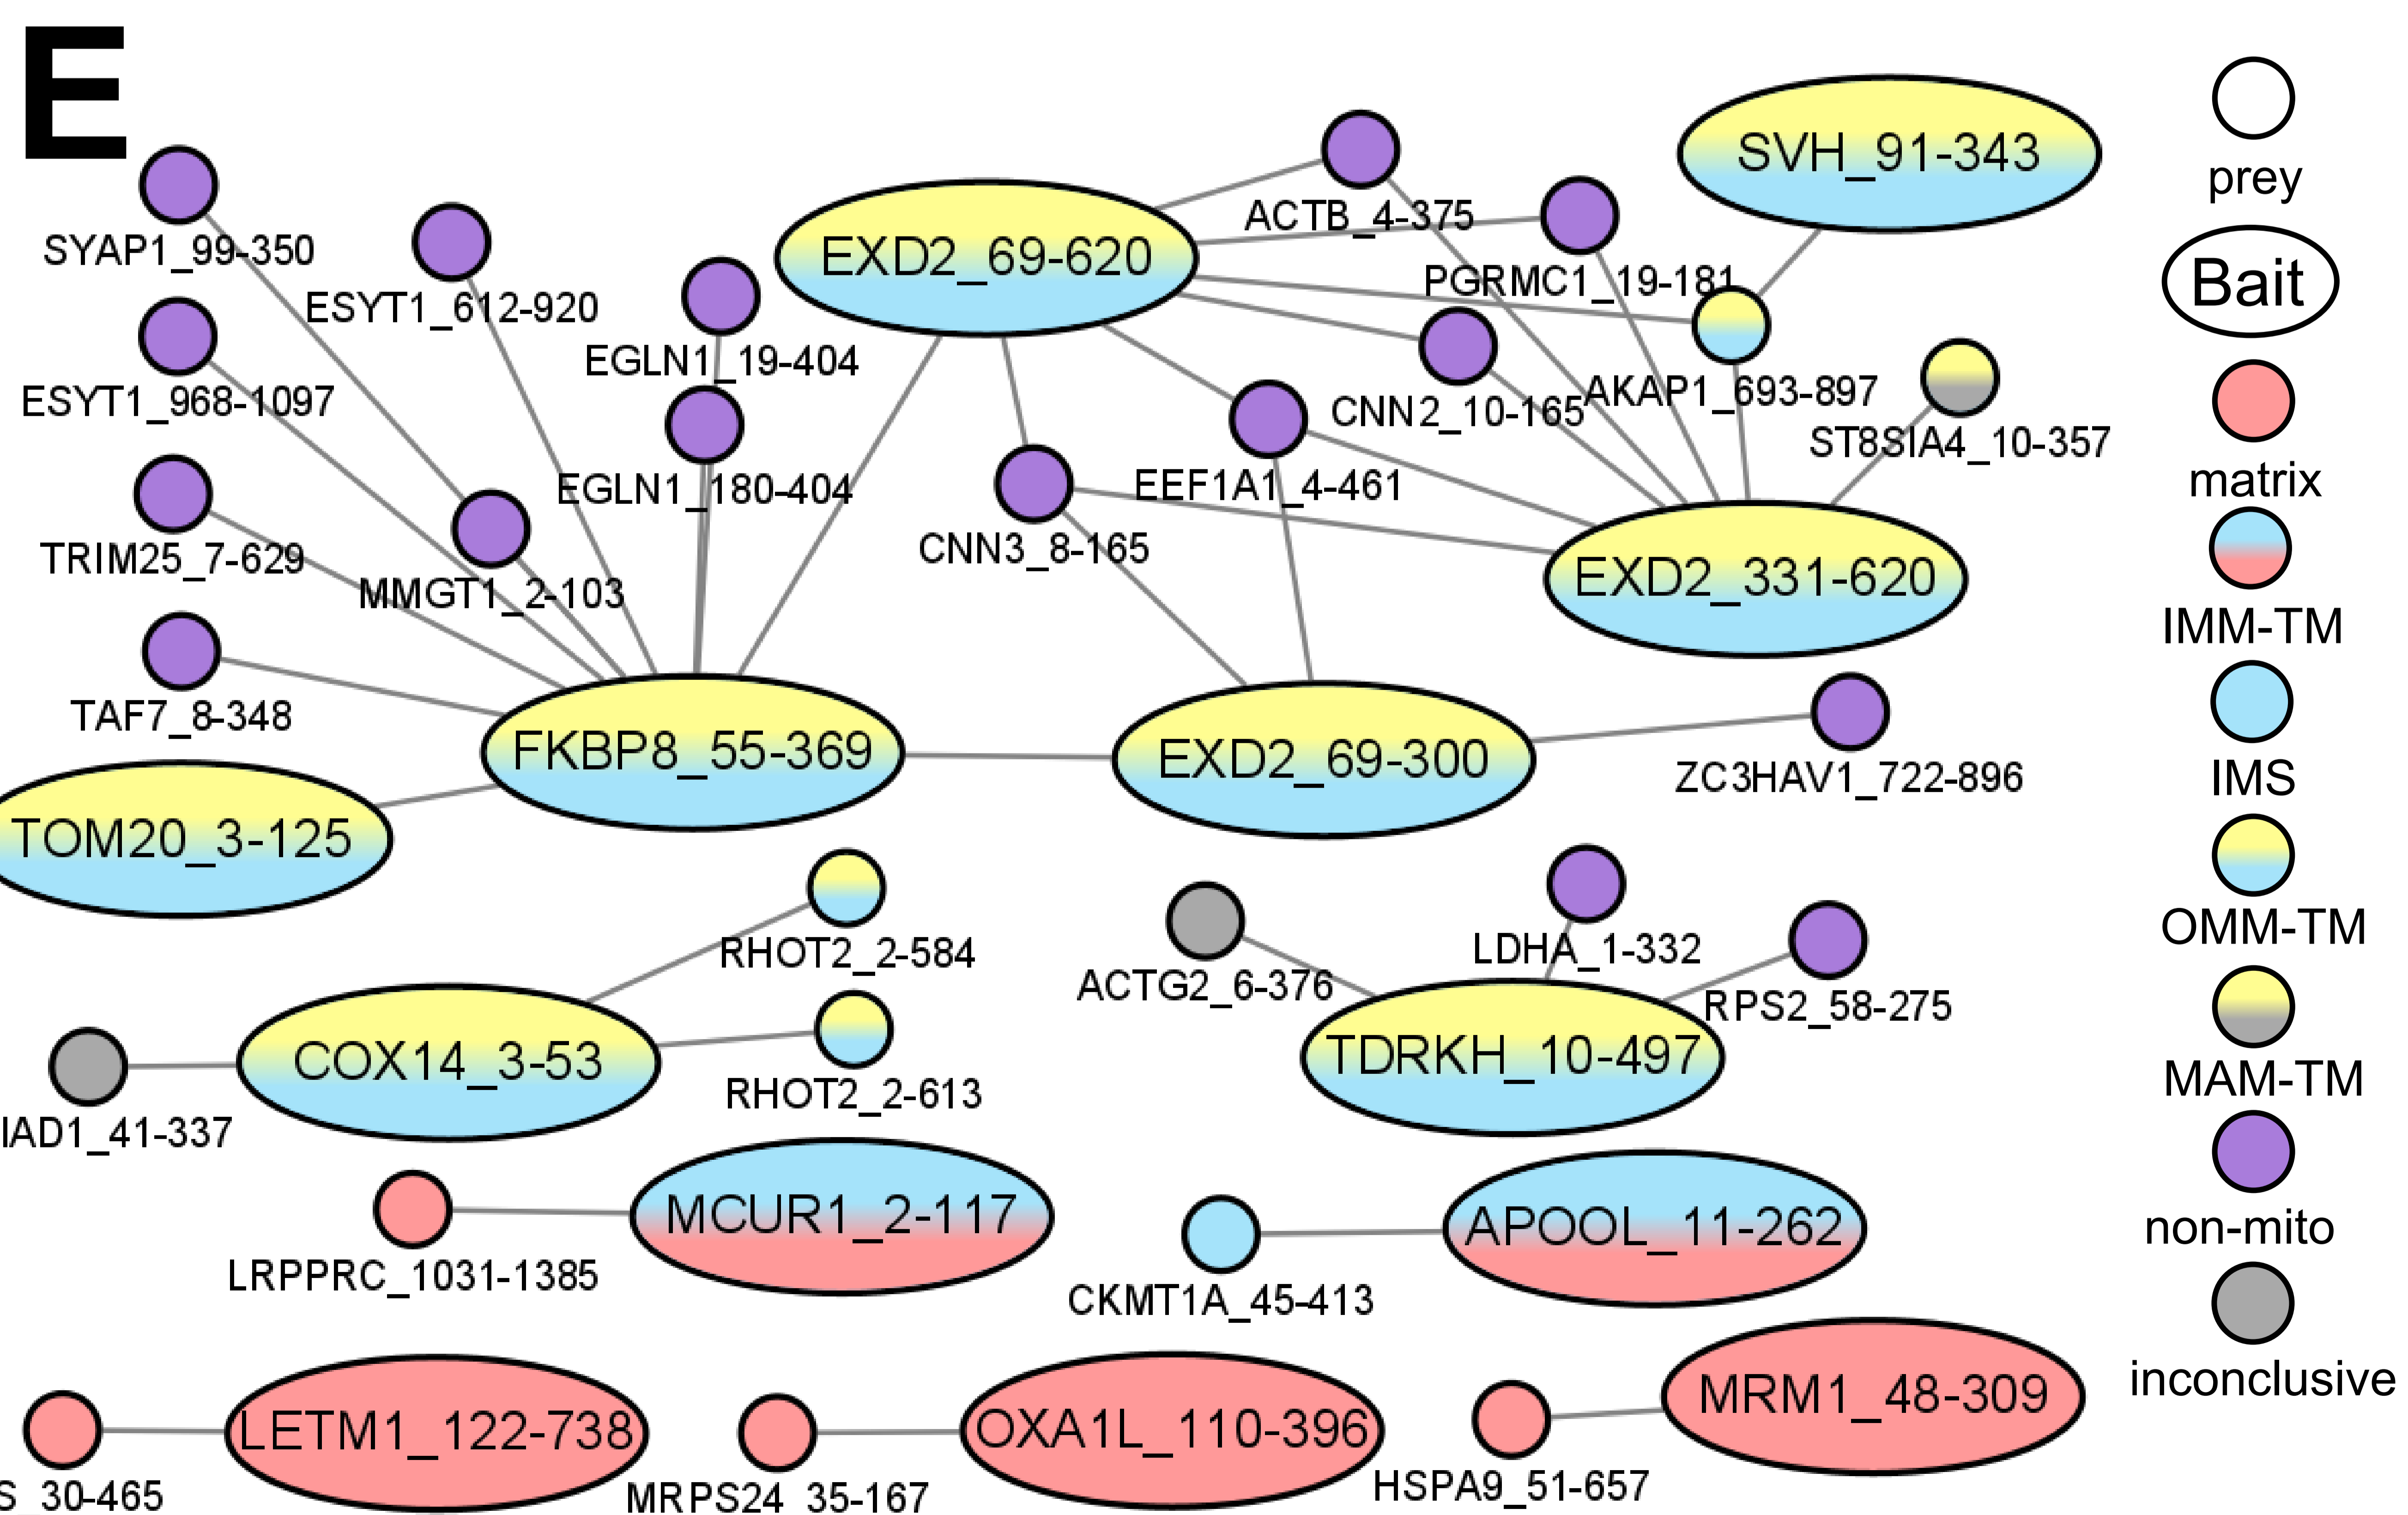 E
SVH_91-343
prey
ACTB_4-375
SYAP1_99-350
EXD2_69-620
PGRMC1_19-181
Bait
ESYT1_612-920
EGLN1_19-404
ESYT1_968-1097
CNN2_10-165
AKAP1_693-897
ST8SIA4_10-357
matrix
EGLN1_180-404
EEF1A1_4-461
TRIM25_7-629
CNN3_8-165
MMGT1_2-103
EXD2_331-620
IMM-TM
TAF7_8-348
FKBP8_55-369
EXD2_69-300
ZC3HAV1_722-896
IMS
TOM20_3-125
RHOT2_2-584
ACTG2_6-376
LDHA_1-332
OMM-TM
RPS2_58-275
COX14_3-53
RHOT2_2-613
TDRKH_10-497
MAM-TM
IAD1_41-337
MCUR1_2-117
APOOL_11-262
non-mito
LRPPRC_1031-1385
CKMT1A_45-413
inconclusive
LETM1_122-738
OXA1L_110-396
MRM1_48-309
S_30-465
MRPS24_35-167
HSPA9_51-657